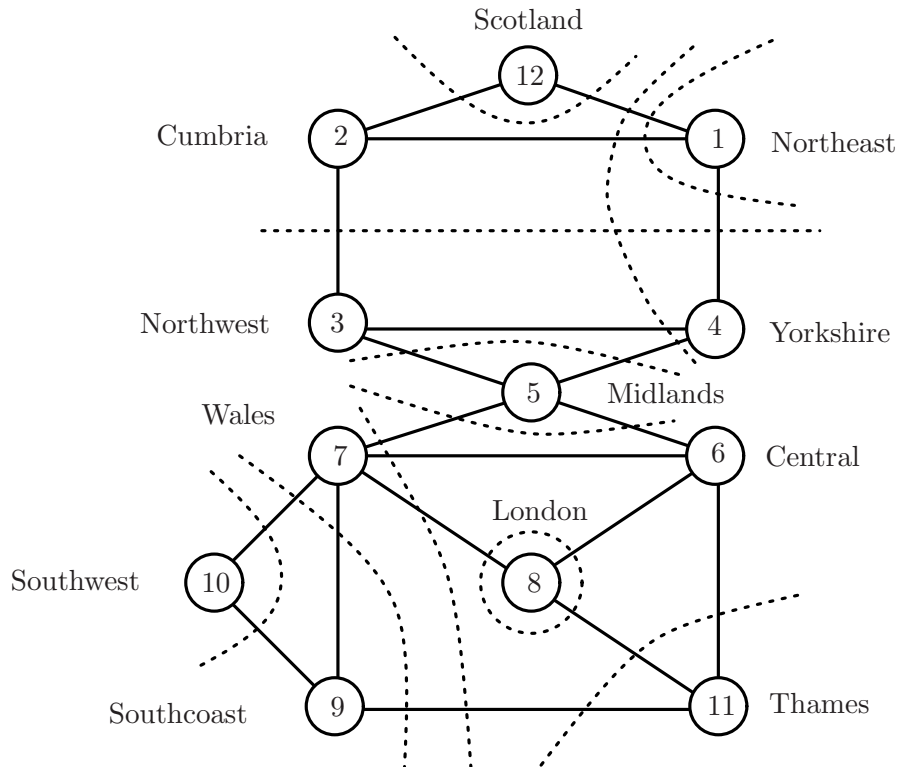 Scotland
12
Cumbria
2
1
Northeast
Northwest
3
4
Yorkshire
5
Midlands
Wales
7
6
Central
London
Southwest
10
8
Southcoast
9
11
Thames